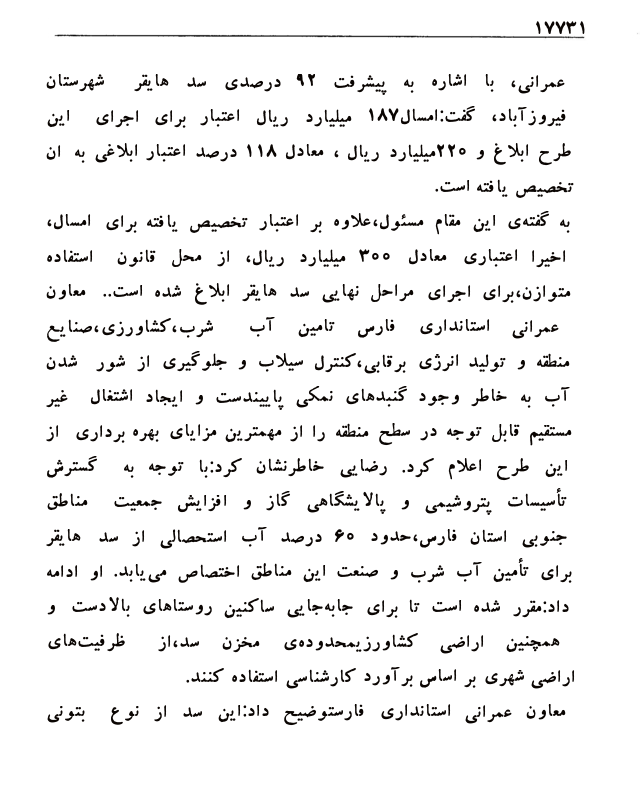 ۱۷۷۳۱
عمرانی، با اشاره به پیشرفت ۹۲ درصدی سد هایقر شهرستان
فیروزآباد، گفت:امسال۱۸۷ میلیارد ریال اعتبار برای اجرای این
طرح ابلاغ و ۲۲۰میلیارد ریال ، معادل ۱۱۸ درصد اعتبار ابلاغی به ان
تخصیص یافته است.
به گفته‌ی این مقام مسئول،علاوه بر اعتبار تخصیص یافته برای امسال،
اخیرا اعتباری معادل ۳۰۰ میلیارد ریال، از محل قانون استفاده
متوازن،برای اجرای مراحل نهایی سد هایقر ابلاغ شده است.. معاون
عمرانی استانداری فارس تامین آب شرب،کشاورزی،صنایع
منطقه و تولید انرژی برقابی،کنترل سیلاب و جلوگیری از شور شدن
آب به خاطر وجود گنبدهای نمکی پاییندست و ایجاد اشتغال غیر
مستقیم قابل توجه در سطح منطقه را از مهمترین مزایای بهره برداری از
این طرح اعلام کرد. رضایی خاطرنشان کرد:با توجه به گسترش
تأسیسات پتروشیمی و پالایشگاهی گاز و افزایش جمعیت مناطق
جنوبی استان فارس،حدود ۶۰ درصد آب استحصالی از سد هایقر
برای تأمین آب شرب و صنعت این مناطق اختصاص می‌یابد. او ادامه
داد:مقرر شده است تا برای جابه‌جایی ساکنین روستاهای بالادست و
همچنین اراضی کشاورزیمحدوده‌ی مخزن سد،از ظرفیت‌های
اراضی شهری بر اساس برآورد کارشناسی استفاده کنند.
معاون عمرانی استانداری فارستوضیح داد:این سد از نوع بتونی